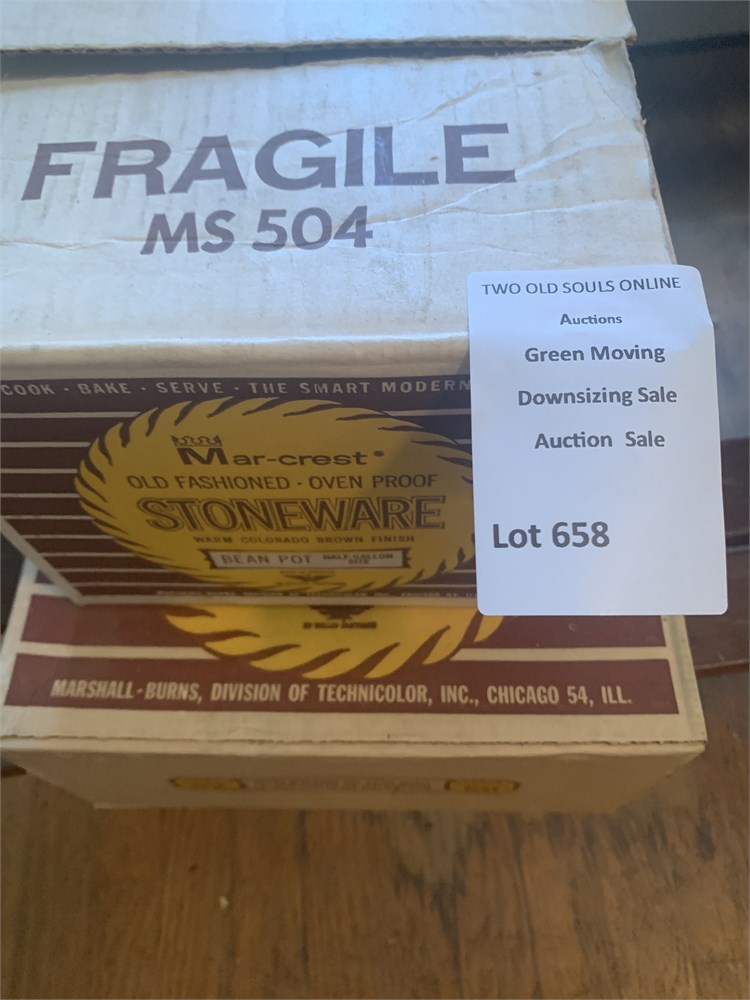 FRAGILE
MS 504
TWO OLD SOULS ONLINE
Auctions
Green Moving
Downsizing Sale
Auction Sale
Lot 658
COOK · BAKE · SERVE · THE SMART MODERN
Mar-crest®
OLD FASHIONED · OVEN PROOF
STONEWARE
WARM COLORADO BROWN FINISH
BEAN POT HALF-GALLON SIZE
MARSHALL-BURNS, DIVISION OF TECHNICOLOR, INC., CHICAGO 54, ILL.